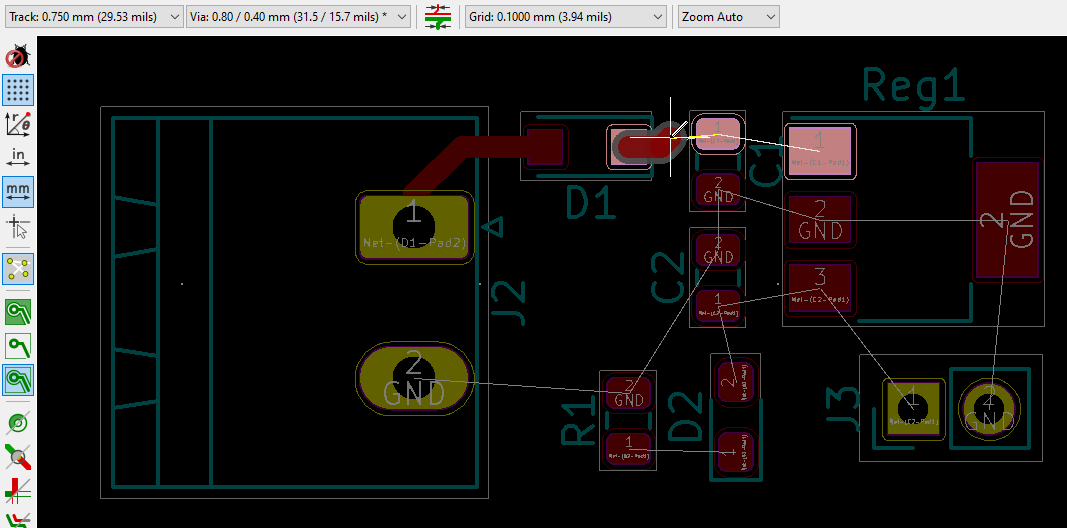 Track: 0.750 mm (29.53 mils)
Via: 0.80 / 0.40 mm (31.5 / 15.7 mils) *
Grid: 0.1000 mm (3.94 mils)
Zoom Auto
in
mm
Reg1
1
Net-(D1-Pad2)
J2
2
GND
D1
1
C1
2
GND
1
Net-(C1-Pad1)
2
GND
3
Net-(C2-Pad1)
2
GND
C2
2
GND
1
Net-(C2-Pad1)
R1
2
GND
1
D2
2
1
J3
1
Net-(C2-Pad1)
2
GND